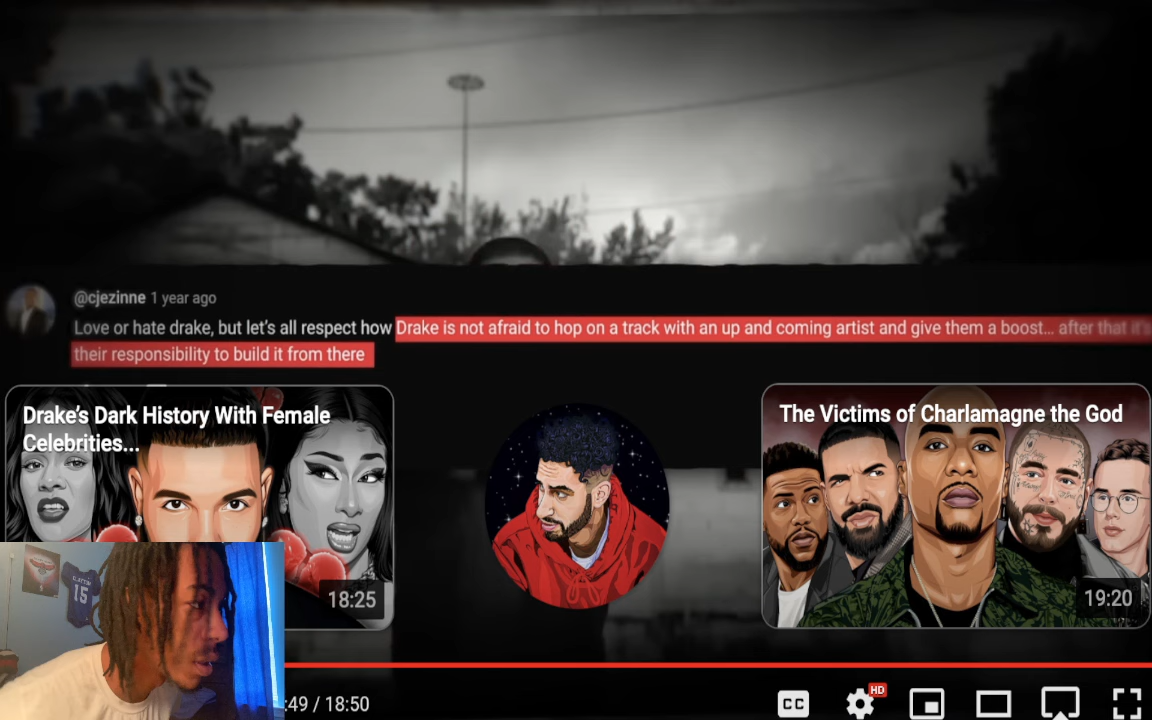 @cjezinne 1 year ago
Love or hate drake, but let's all respect how Drake is not afraid to hop on a track with an up and coming artist and give them a boost... after that it's
their responsibility to build it from there
Drake's Dark History With Female
Celebrities...
The Victims of Charlamagne the God
CLAYTON
15
18:25
19:20
:49 / 18:50
CC
HD